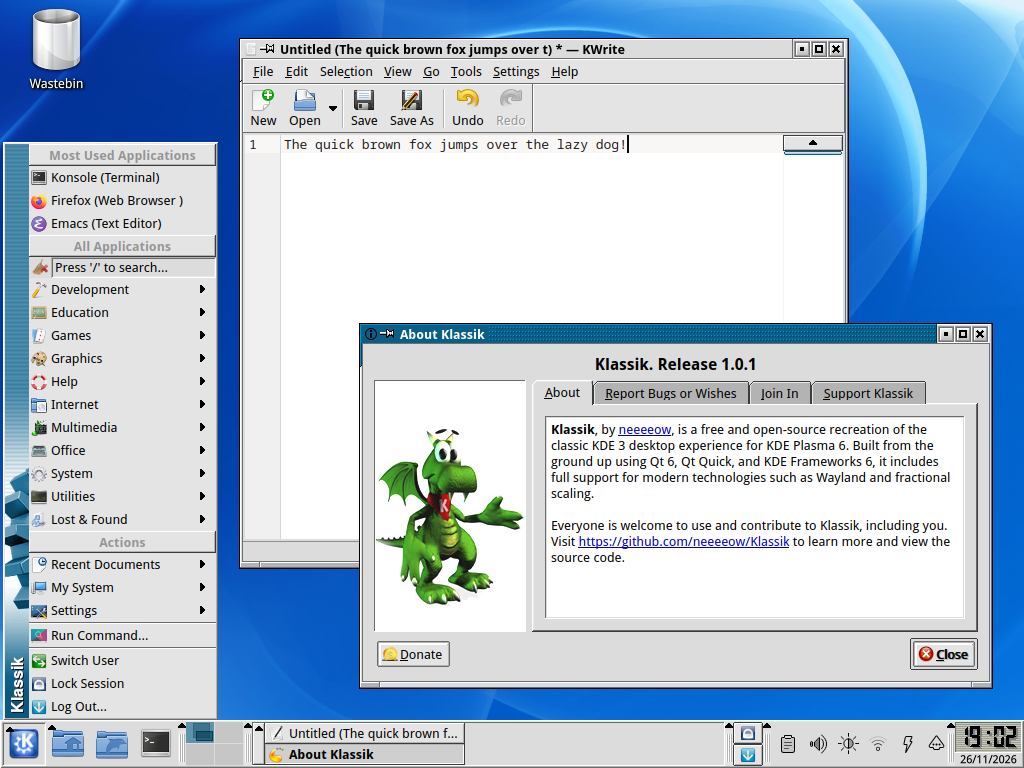 Wastebin
Untitled (The quick brown fox jumps over t) * — KWrite
File Edit Selection View Go Tools Settings Help
New Open Save Save As Undo Redo
1 The quick brown fox jumps over the lazy dog!
Most Used Applications
Konsole (Terminal)
Firefox (Web Browser )
Emacs (Text Editor)
All Applications
Press '/' to search...
Development
Education
Games
Graphics
Help
Internet
Multimedia
Office
System
Utilities
Lost & Found
Actions
Recent Documents
My System
Settings
Run Command...
Switch User
Lock Session
Log Out...
Klassik
About Klassik
Klassik. Release 1.0.1
About Report Bugs or Wishes Join In Support Klassik
Klassik, by neeeeow, is a free and open-source recreation of the
classic KDE 3 desktop experience for KDE Plasma 6. Built from the
ground up using Qt 6, Qt Quick, and KDE Frameworks 6, it includes
full support for modern technologies such as Wayland and fractional
scaling.
Everyone is welcome to use and contribute to Klassik, including you.
Visit https://github.com/neeeeow/Klassik to learn more and view the
source code.
Donate
Close
Untitled (The quick brown f...
About Klassik
19:02
26/11/2026